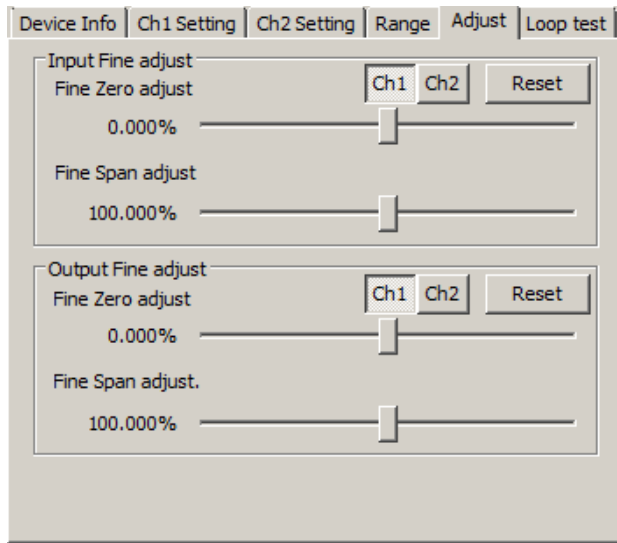 Device Info Ch1 Setting Ch2 Setting Range Adjust Loop test
Input Fine adjust
Fine Zero adjust Ch1 Ch2 Reset
0.000%
Fine Span adjust
100.000%
Output Fine adjust
Fine Zero adjust Ch1 Ch2 Reset
0.000%
Fine Span adjust.
100.000%